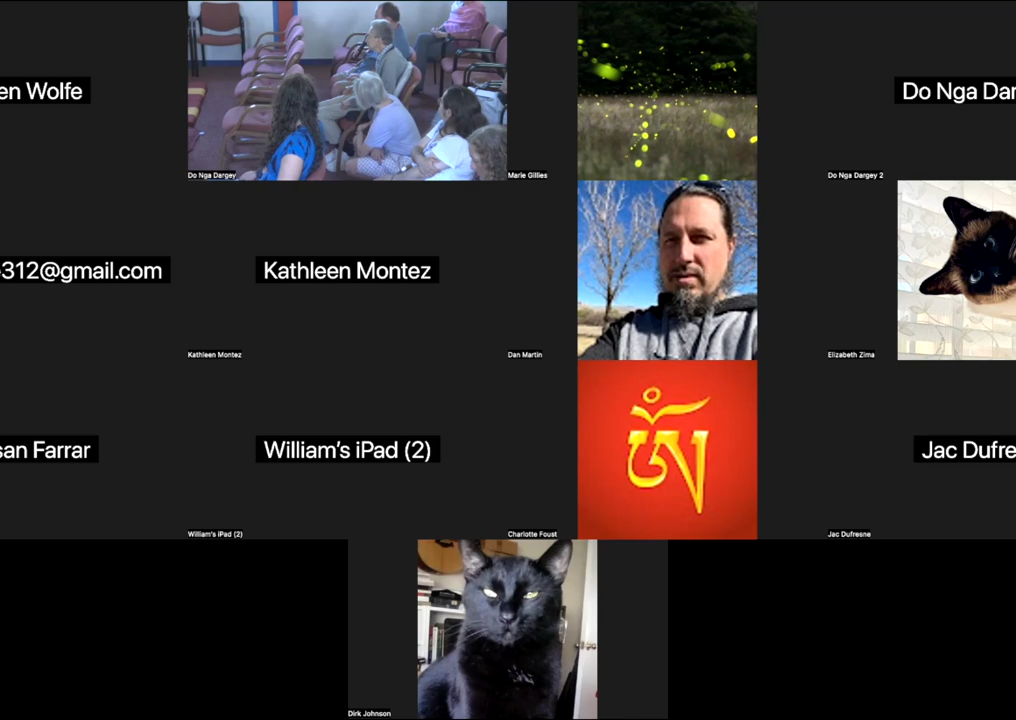 en Wolfe
Do Nga Dar
Do Nga Dargey
Marie Gillies
Do Nga Dargey 2
312@gmail.com
Kathleen Montez
Kathleen Montez
Dan Martin
Elizabeth Zima
san Farrar
William's iPad (2)
ༀ
Jac Dufre
William's iPad (2)
Charlotte Foust
Jac Dufresne
Dirk Johnson